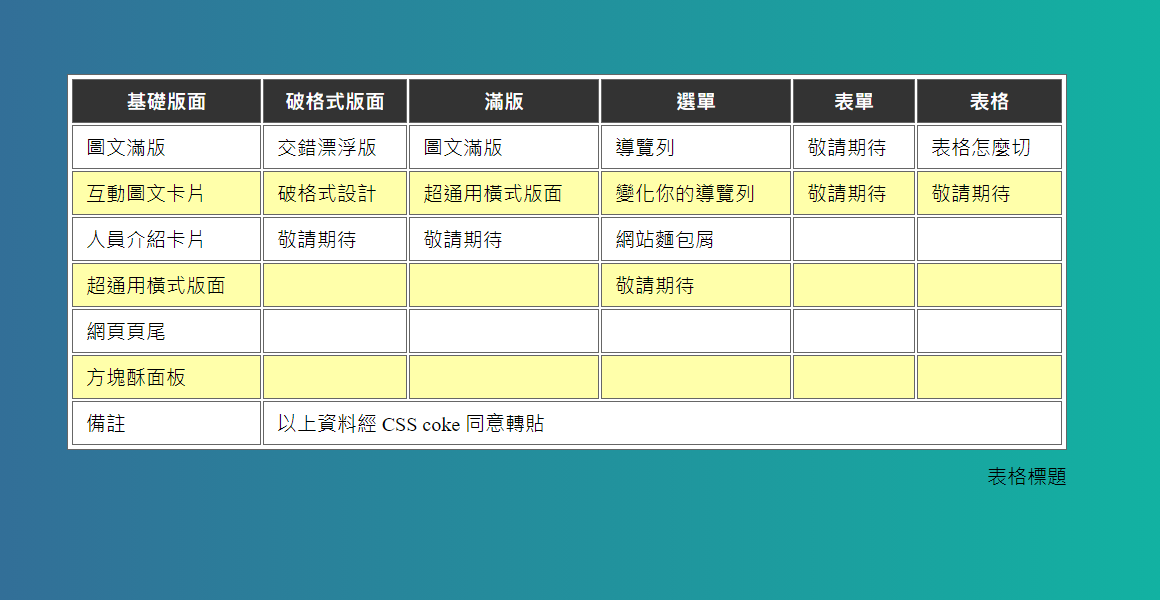 基礎版面 破格式版面 滿版 選單 表單 表格
圖文滿版 交錯漂浮版 圖文滿版 導覽列 敬請期待 表格怎麼切
互動圖文卡片 破格式設計 超通用橫式版面 變化你的導覽列 敬請期待 敬請期待
人員介紹卡片 敬請期待 敬請期待 網站麵包屑
超通用橫式版面 敬請期待
網頁頁尾
方塊酥面板
備註 以上資料經 CSS coke 同意轉貼
表格標題